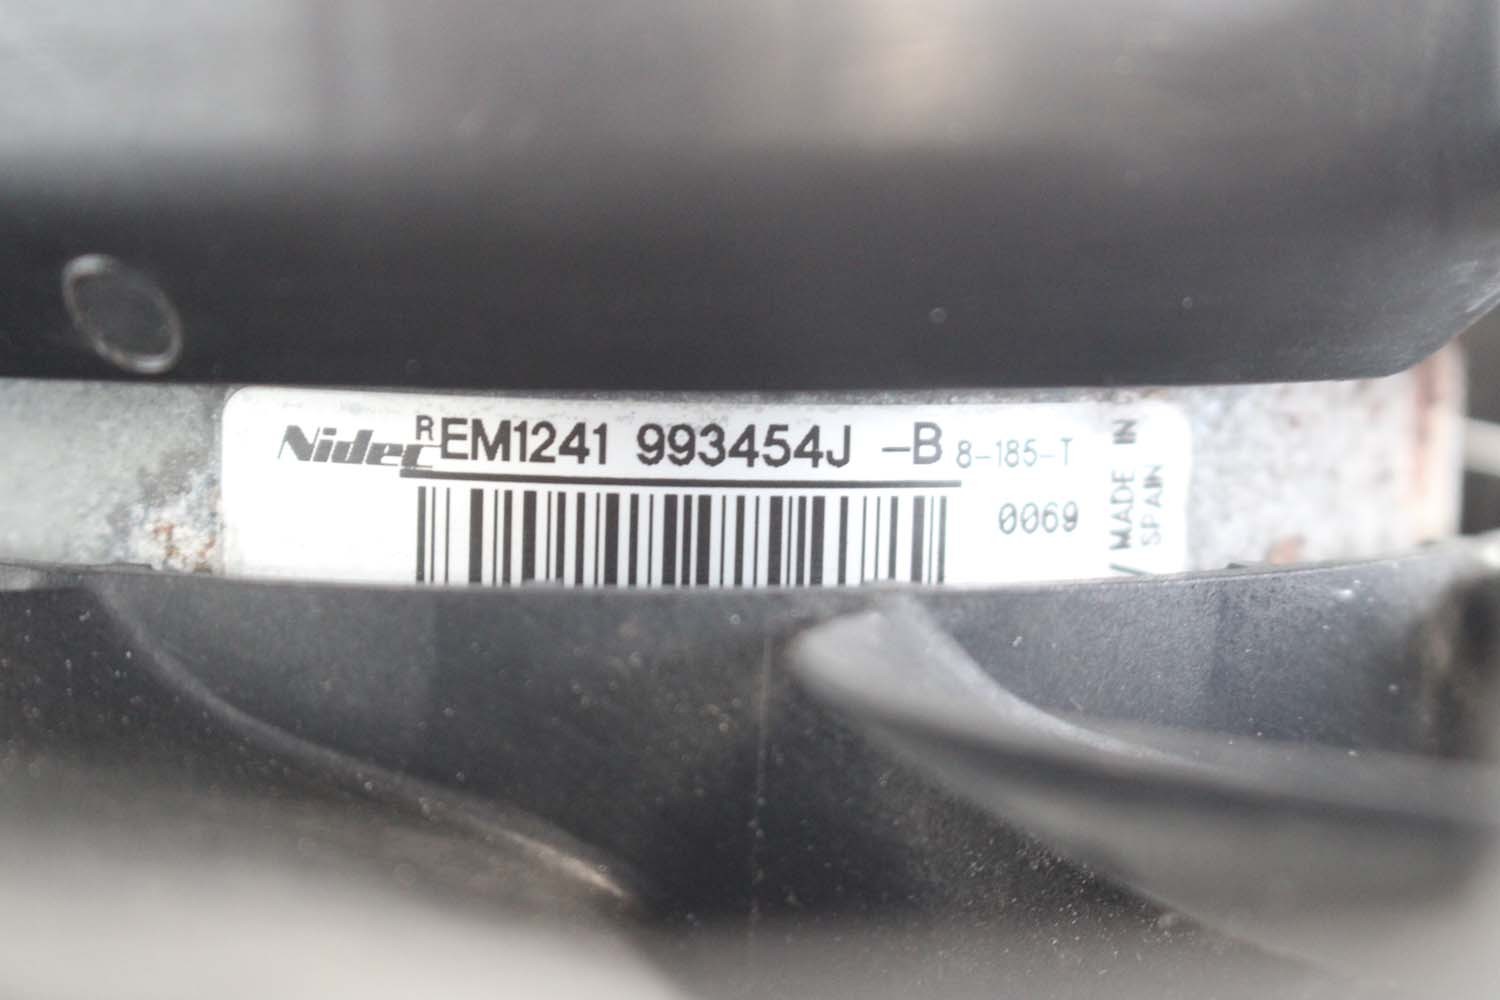 Nidec R EM1241 993454J -B 8-185-T
0069
MADE IN
SPAIN